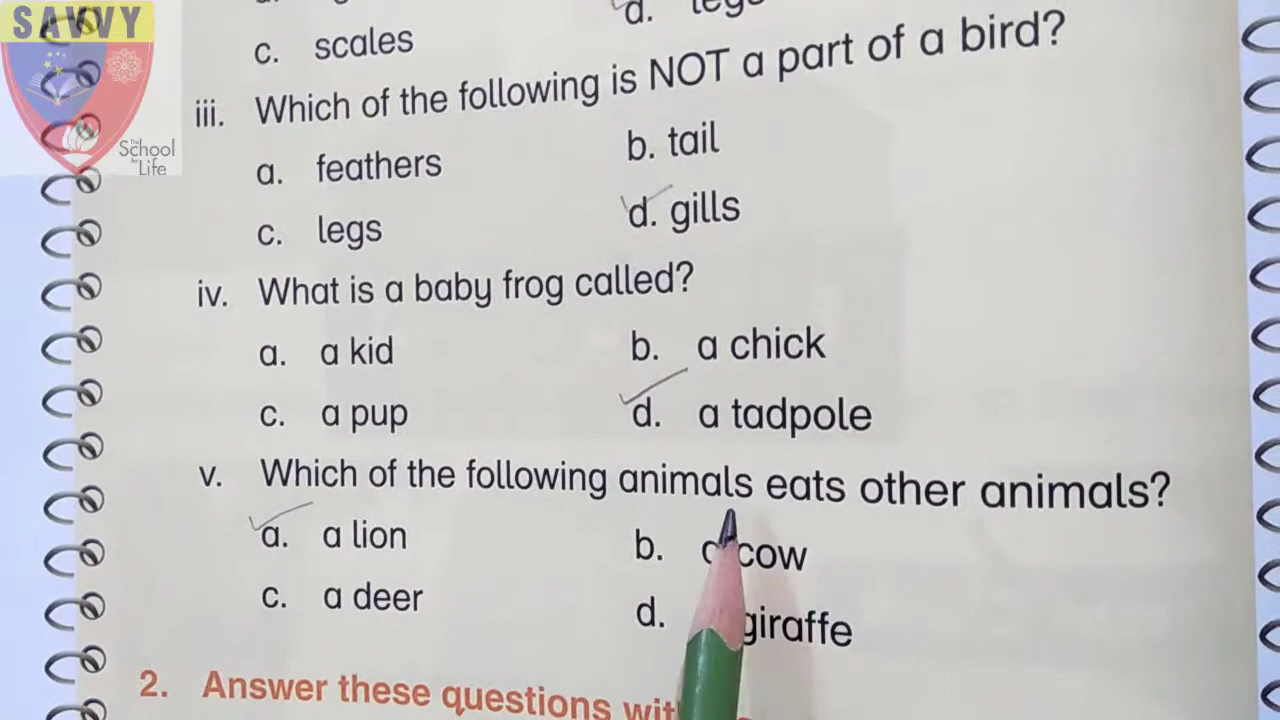 SAVVY
The School for Life
c. scales
d. legs
iii. Which of the following is NOT a part of a bird?
a. feathers
b. tail
c. legs
d. gills
iv. What is a baby frog called?
a. a kid
b. a chick
c. a pup
d. a tadpole
v. Which of the following animals eats other animals?
a. a lion
b. a cow
c. a deer
d. giraffe
2. Answer these questions